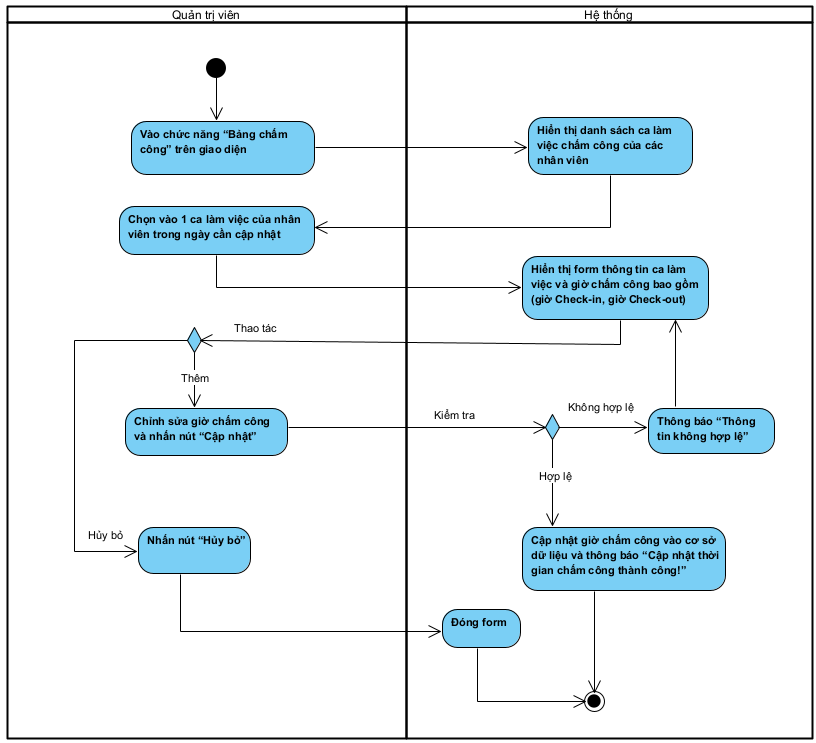 Quản trị viên
Hệ thống
Vào chức năng “Bảng chấm
công” trên giao diện
Hiển thị danh sách ca làm
việc chấm công của các
nhân viên
Chọn vào 1 ca làm việc của nhân
viên trong ngày cần cập nhật
Hiển thị form thông tin ca làm
việc và giờ chấm công bao gồm
(giờ Check-in, giờ Check-out)
Thao tác
Thêm
Chỉnh sửa giờ chấm công
và nhấn nút “Cập nhật”
Kiểm tra
Không hợp lệ
Thông báo “Thông
tin không hợp lệ”
Hợp lệ
Hủy bỏ
Nhấn nút “Hủy bỏ”
Cập nhật giờ chấm công vào cơ sở
dữ liệu và thông báo “Cập nhật thời
gian chấm công thành công!”
Đóng form